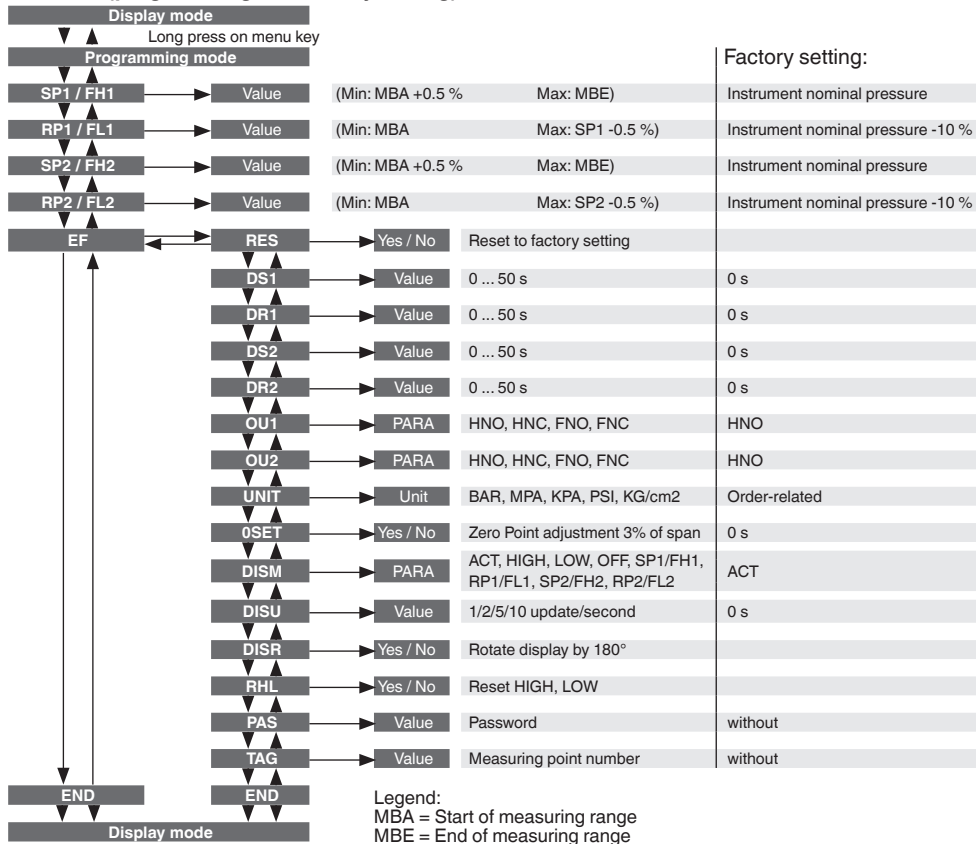 Display mode
Long press on menu key
Programming mode
Factory setting:
SP1 / FH1 Value (Min: MBA +0.5 % Max: MBE) Instrument nominal pressure
RP1 / FL1 Value (Min: MBA Max: SP1 -0.5 %) Instrument nominal pressure -10 %
SP2 / FH2 Value (Min: MBA +0.5 % Max: MBE) Instrument nominal pressure
RP2 / FL2 Value (Min: MBA Max: SP2 -0.5 %) Instrument nominal pressure -10 %
EF RES Yes / No Reset to factory setting
DS1 Value 0 ... 50 s 0 s
DR1 Value 0 ... 50 s 0 s
DS2 Value 0 ... 50 s 0 s
DR2 Value 0 ... 50 s 0 s
OU1 PARA HNO, HNC, FNO, FNC HNO
OU2 PARA HNO, HNC, FNO, FNC HNO
UNIT Unit BAR, MPA, KPA, PSI, KG/cm2 Order-related
0SET Yes / No Zero Point adjustment 3% of span 0 s
DISM PARA ACT, HIGH, LOW, OFF, SP1/FH1,
RP1/FL1, SP2/FH2, RP2/FL2 ACT
DISU Value 1/2/5/10 update/second 0 s
DISR Yes / No Rotate display by 180°
RHL Yes / No Reset HIGH, LOW
PAS Value Password without
TAG Value Measuring point number without
END END
Legend:
MBA = Start of measuring range
Display mode
MBE = End of measuring range